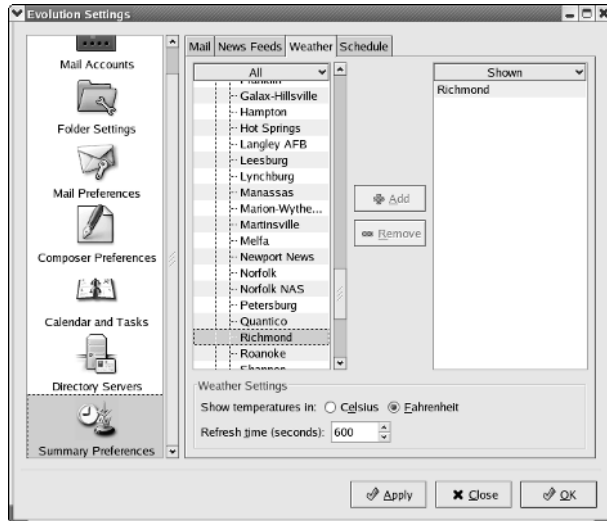 Evolution Settings
Mail Accounts
Folder Settings
Mail Preferences
Composer Preferences
Calendar and Tasks
Directory Servers
Summary Preferences
Mail News Feeds Weather Schedule
All
Franklin
Galax-Hillsville
Hampton
Hot Springs
Langley AFB
Leesburg
Lynchburg
Manassas
Marion-Wythe...
Martinsville
Melfa
Newport News
Norfolk
Norfolk NAS
Petersburg
Quantico
Richmond
Roanoke
Shannon
Add
Remove
Shown
Richmond
Weather Settings
Show temperatures in: Celsius Fahrenheit
Refresh time (seconds): 600
Apply Close OK